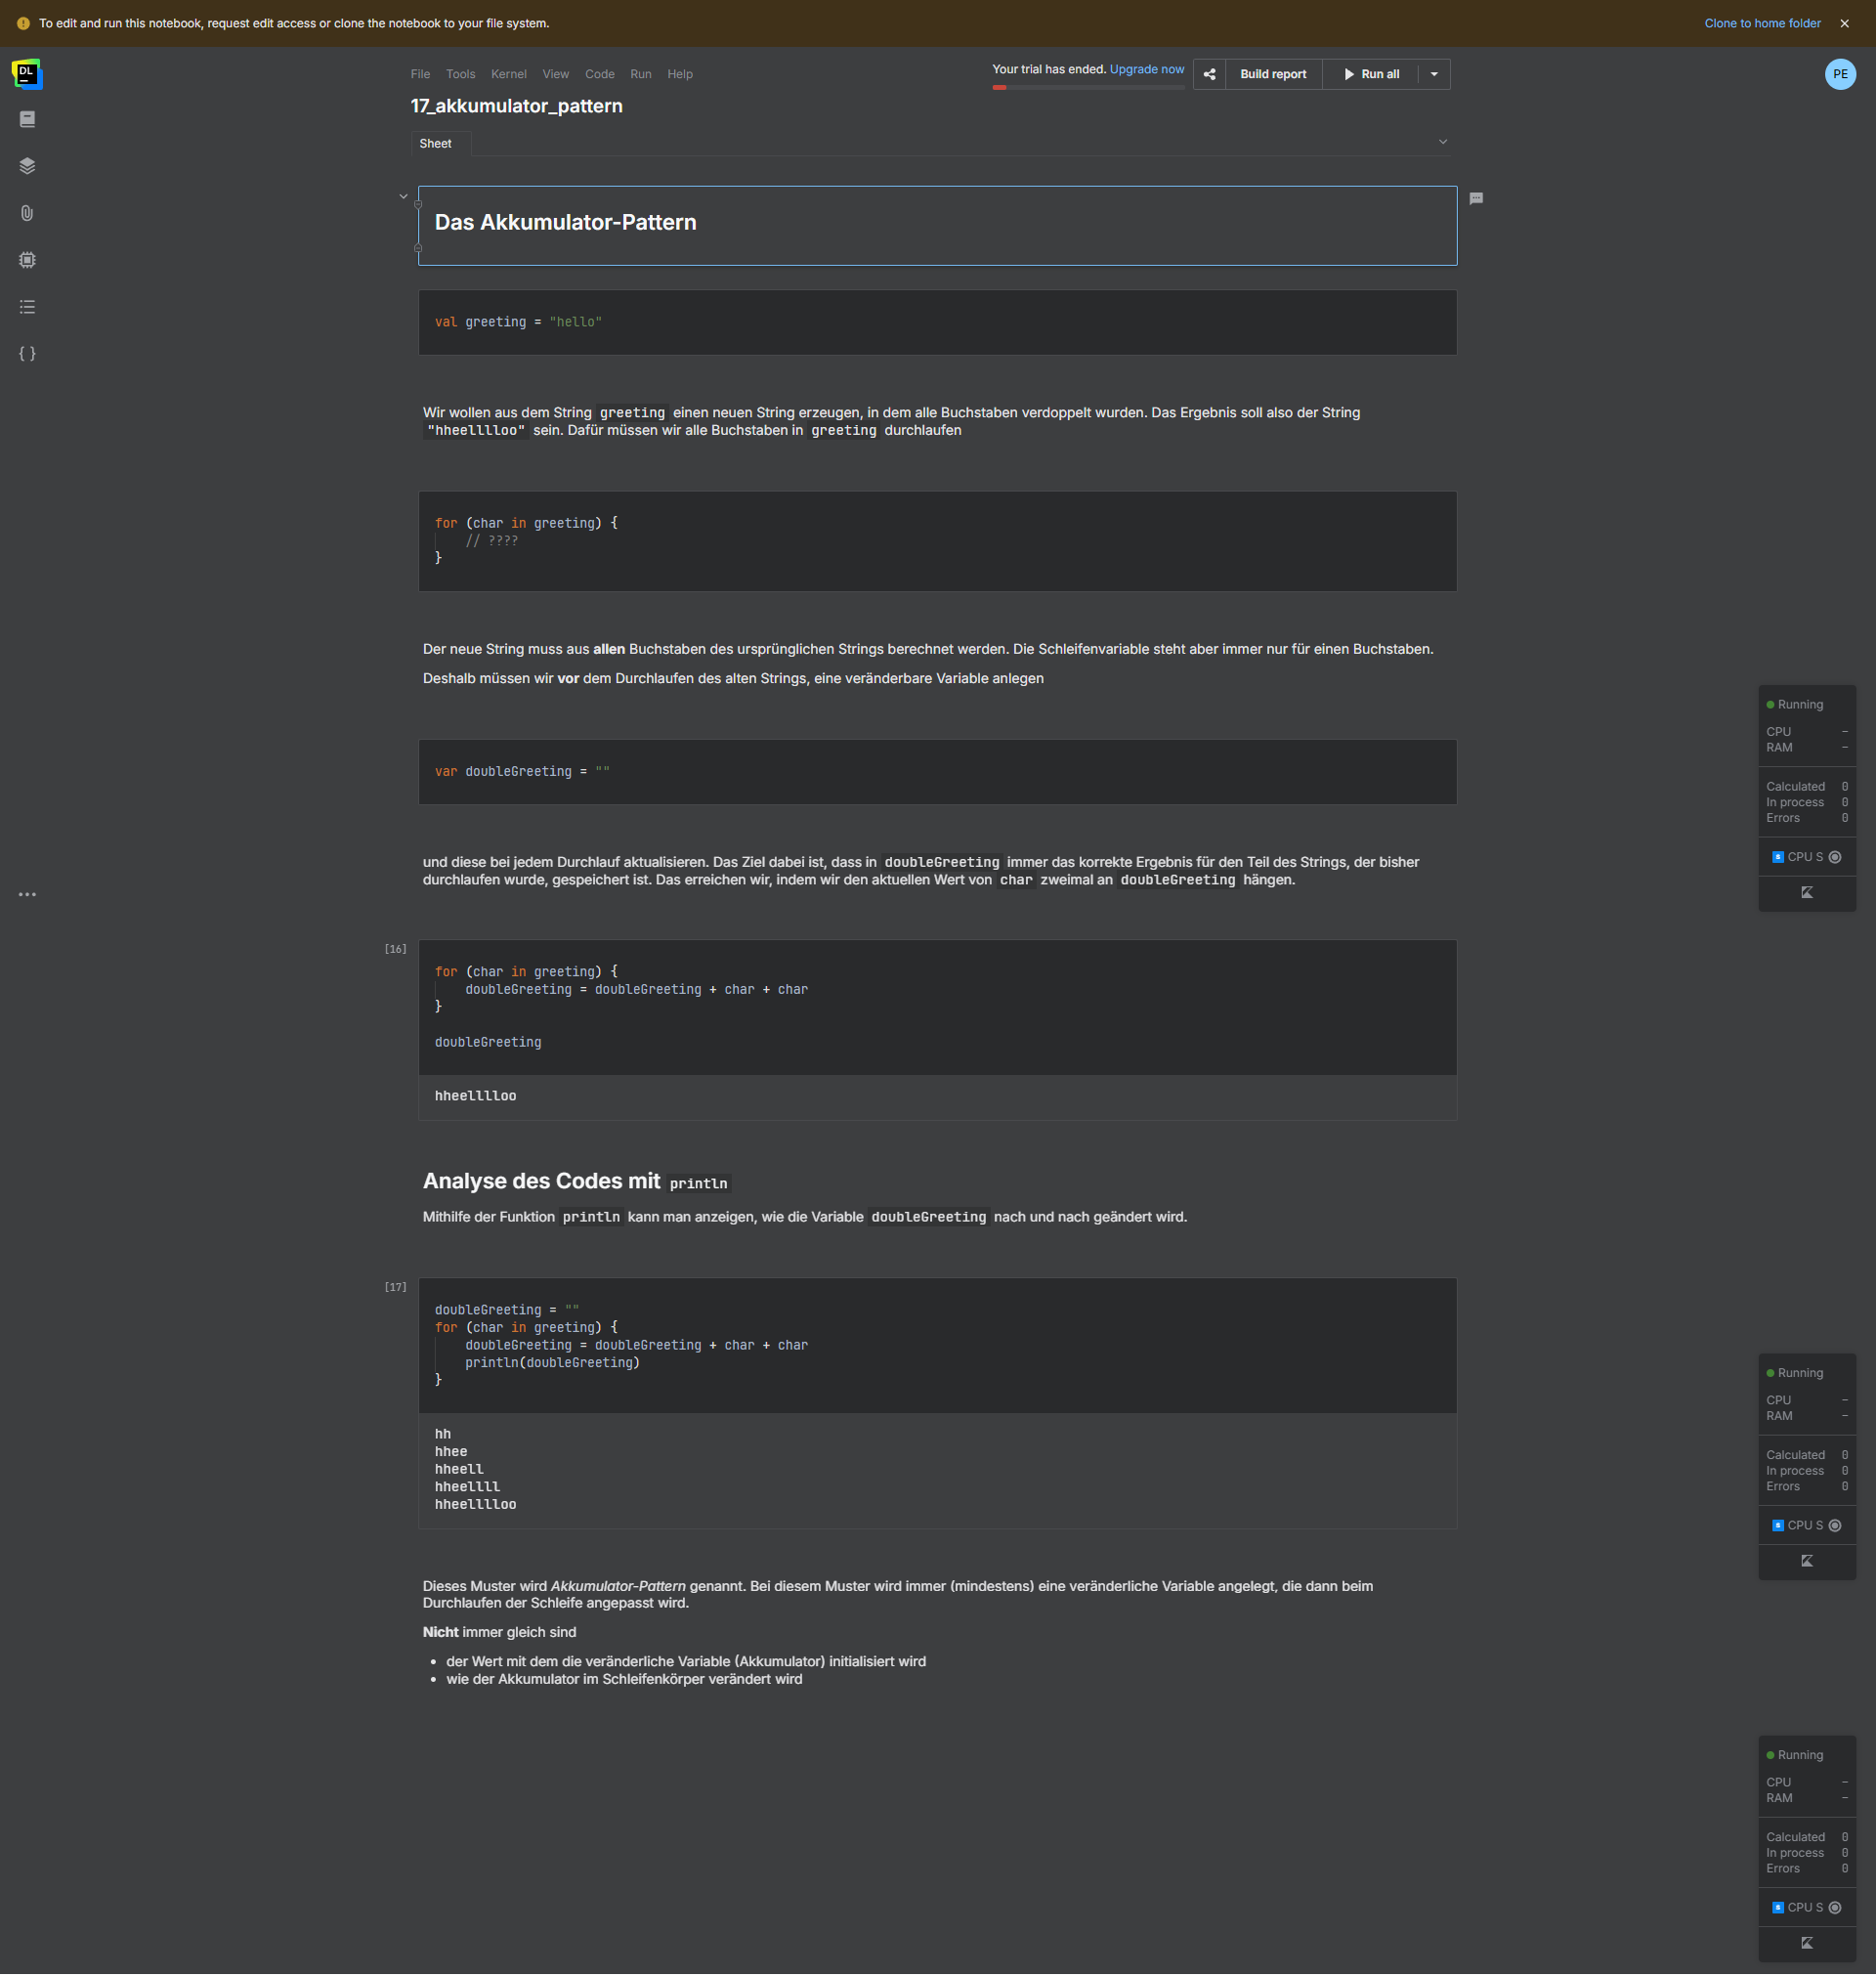 To edit and run this notebook, request edit access or clone the notebook to your file system.
Clone to home folder
DL
File Tools Kernel View Code Run Help
Your trial has ended. Upgrade now
Build report
Run all
PE
17_akkumulator_pattern
Sheet
Das Akkumulator-Pattern
val greeting = "hello"
Wir wollen aus dem String greeting einen neuen String erzeugen, in dem alle Buchstaben verdoppelt wurden. Das Ergebnis soll also der String
"hheelllloo" sein. Dafür müssen wir alle Buchstaben in greeting durchlaufen
for (char in greeting) {
// ????
}
Der neue String muss aus allen Buchstaben des ursprünglichen Strings berechnet werden. Die Schleifenvariable steht aber immer nur für einen Buchstaben.
Deshalb müssen wir vor dem Durchlaufen des alten Strings, eine veränderbare Variable anlegen
var doubleGreeting = ""
und diese bei jedem Durchlauf aktualisieren. Das Ziel dabei ist, dass in doubleGreeting immer das korrekte Ergebnis für den Teil des Strings, der bisher
durchlaufen wurde, gespeichert ist. Das erreichen wir, indem wir den aktuellen Wert von char zweimal an doubleGreeting hängen.
[16]
for (char in greeting) {
doubleGreeting = doubleGreeting + char + char
}
doubleGreeting
hheelllloo
Analyse des Codes mit println
Mithilfe der Funktion println kann man anzeigen, wie die Variable doubleGreeting nach und nach geändert wird.
[17]
doubleGreeting = ""
for (char in greeting) {
doubleGreeting = doubleGreeting + char + char
println(doubleGreeting)
}
hh
hhee
hheell
hheellll
hheelllloo
Dieses Muster wird Akkumulator-Pattern genannt. Bei diesem Muster wird immer (mindestens) eine veränderliche Variable angelegt, die dann beim
Durchlaufen der Schleife angepasst wird.
Nicht immer gleich sind
• der Wert mit dem die veränderliche Variable (Akkumulator) initialisiert wird
• wie der Akkumulator im Schleifenkörper verändert wird
Running
CPU –
RAM –
Calculated 0
In process 0
Errors 0
S CPU S
Running
CPU –
RAM –
Calculated 0
In process 0
Errors 0
S CPU S
Running
CPU –
RAM –
Calculated 0
In process 0
Errors 0
S CPU S